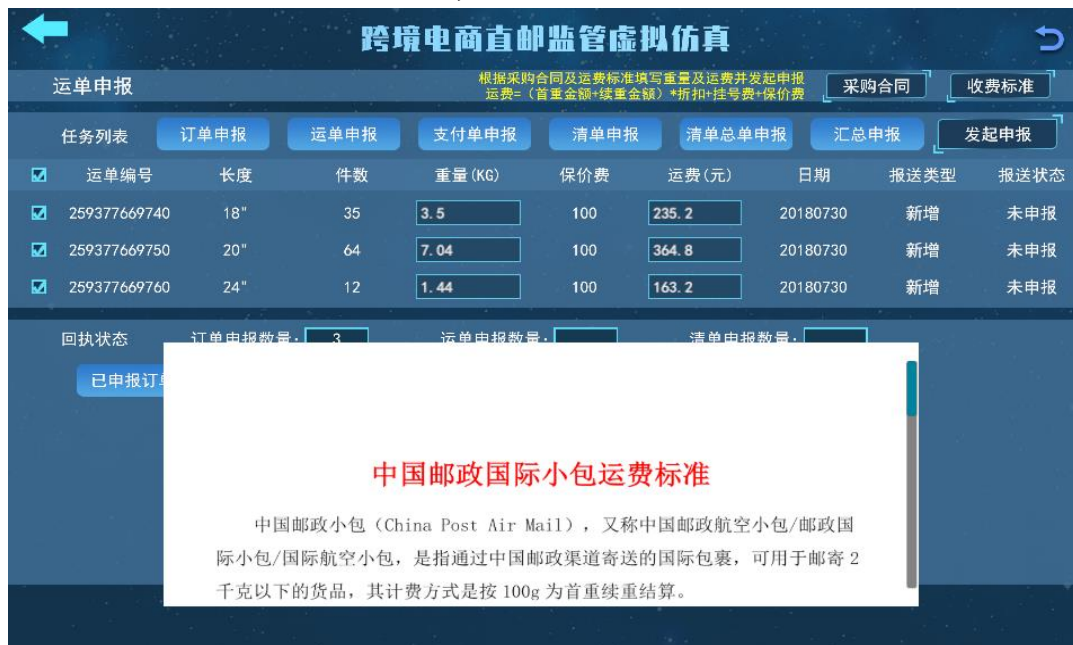 跨境电商直邮监管虚拟仿真
运单申报
根据采购合同及运费标准填写重量及运费并发起申报
运费=（首重金额+续重金额）*折扣+挂号费+保价费
采购合同
收费标准
任务列表 订单申报 运单申报 支付单申报 清单申报 清单总单申报 汇总申报 发起申报
运单编号 长度 件数 重量(KG) 保价费 运费(元) 日期 报送类型 报送状态
259377669740 18" 35 3.5 100 235.2 20180730 新增 未申报
259377669750 20" 64 7.04 100 364.8 20180730 新增 未申报
259377669760 24" 12 1.44 100 163.2 20180730 新增 未申报
回执状态 订单申报数量: 3 运单申报数量: 清单申报数量:
已申报订
中国邮政国际小包运费标准
中国邮政小包（China Post Air Mail），又称中国邮政航空小包/邮政国
际小包/国际航空小包，是指通过中国邮政渠道寄送的国际包裹，可用于邮寄 2
千克以下的货品，其计费方式是按 100g 为首重续重结算。